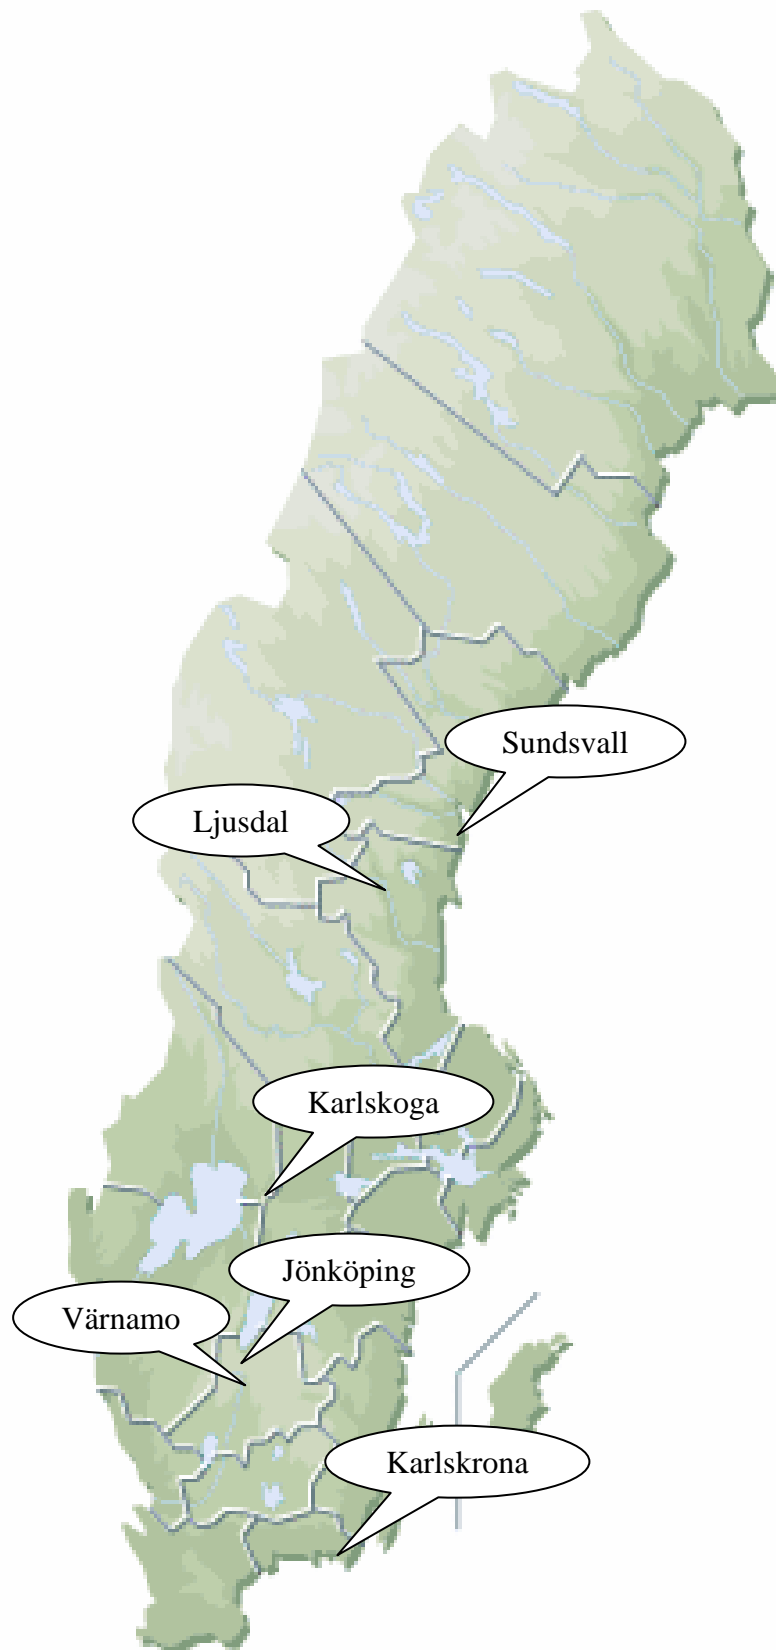 Sundsvall
Ljusdal
Karlskoga
Jönköping
Värnamo
Karlskrona